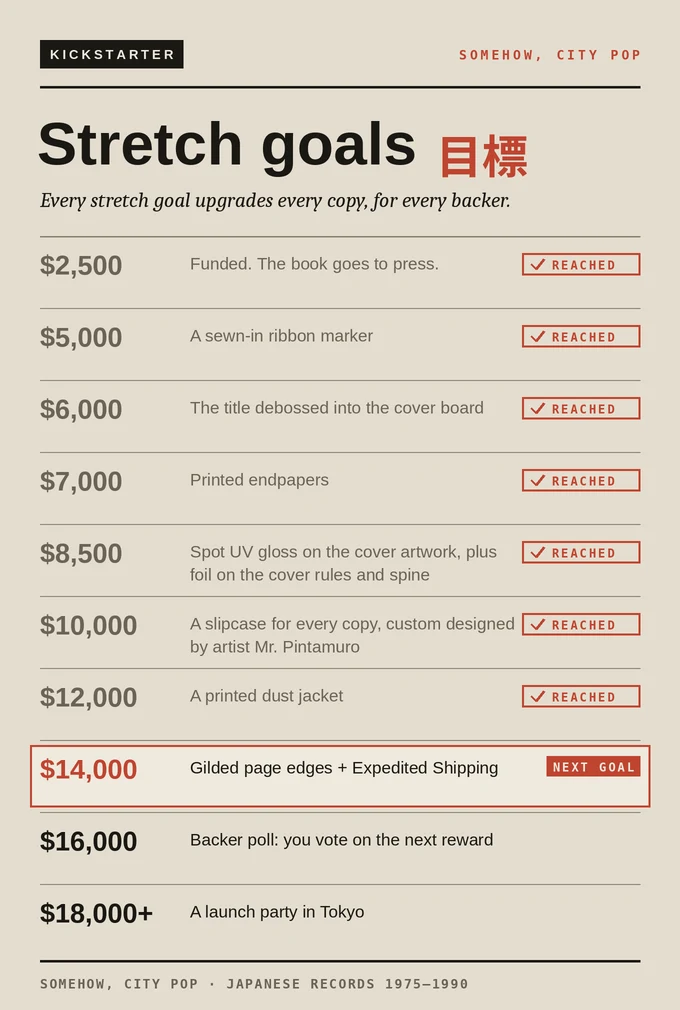 KICKSTARTER
SOMEHOW, CITY POP
Stretch goals 目標
Every stretch goal upgrades every copy, for every backer.
$2,500 Funded. The book goes to press. ✓ REACHED
$5,000 A sewn-in ribbon marker ✓ REACHED
$6,000 The title debossed into the cover board ✓ REACHED
$7,000 Printed endpapers ✓ REACHED
$8,500 Spot UV gloss on the cover artwork, plus ✓ REACHED
foil on the cover rules and spine
$10,000 A slipcase for every copy, custom designed ✓ REACHED
by artist Mr. Pintamuro
$12,000 A printed dust jacket ✓ REACHED
$14,000 Gilded page edges + Expedited Shipping NEXT GOAL
$16,000 Backer poll: you vote on the next reward
$18,000+ A launch party in Tokyo
SOMEHOW, CITY POP · JAPANESE RECORDS 1975–1990